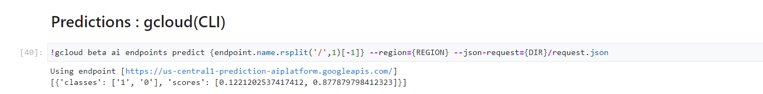 Predictions : gcloud(CLI)
[40]: !gcloud beta ai endpoints predict {endpoint.name.rsplit('/',1)[-1]} --region={REGION} --json-request={DIR}/request.json
Using endpoint [https://us-central1-prediction-aiplatform.googleapis.com/]
[{'classes': ['1', '0'], 'scores': [0.1221202537417412, 0.877879798412323]}]